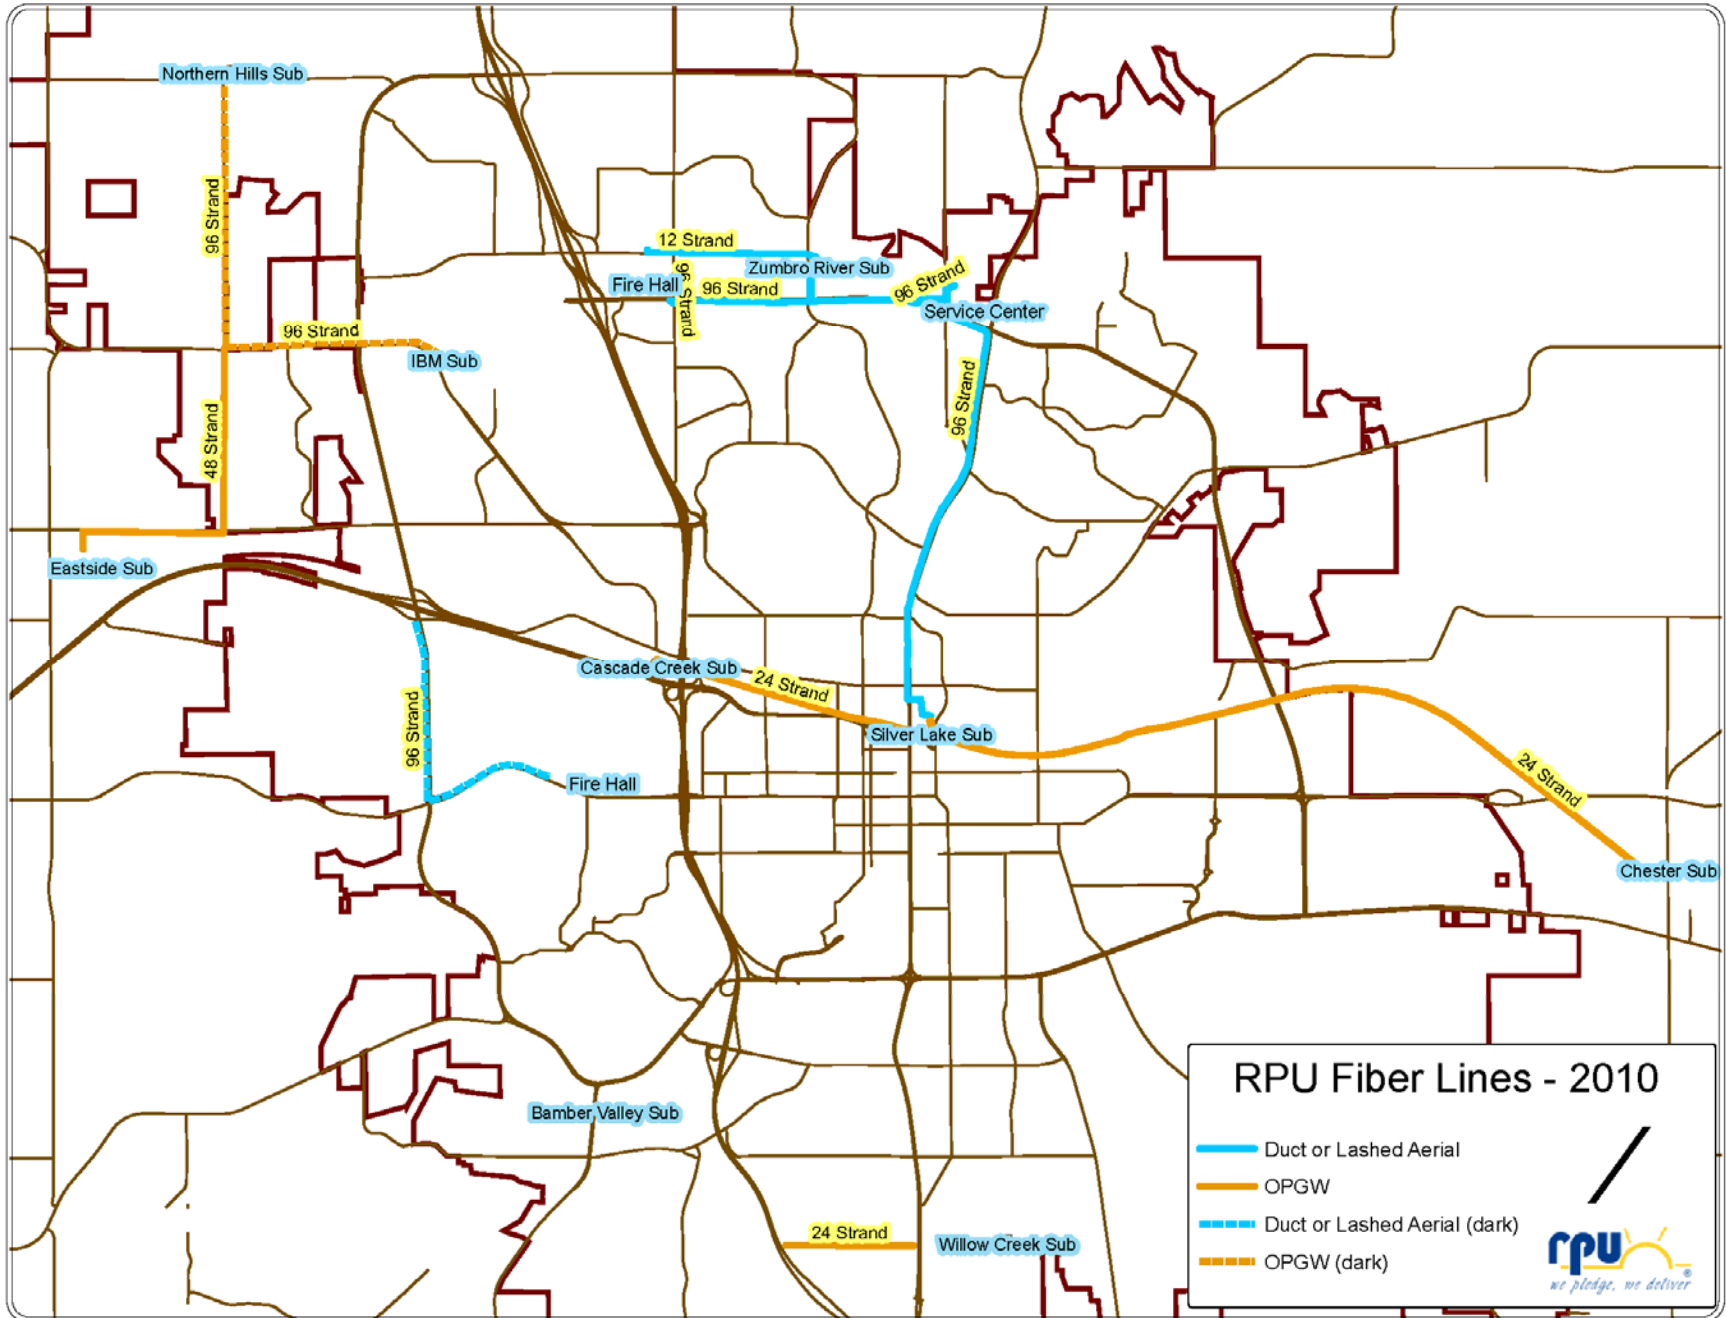 Northern Hills Sub
96 Strand
12 Strand
Zumbro River Sub
Fire Hall
96 Strand
96 Strand
96 Strand
Service Center
96 Strand
IBM Sub
96 Strand
48 Strand
Eastside Sub
Cascade Creek Sub
24 Strand
Silver Lake Sub
96 Strand
Fire Hall
24 Strand
Chester Sub
Bamber Valley Sub
24 Strand
Willow Creek Sub
RPU Fiber Lines - 2010
Duct or Lashed Aerial
OPGW
Duct or Lashed Aerial (dark)
OPGW (dark)
rpu
®
we pledge, we deliver